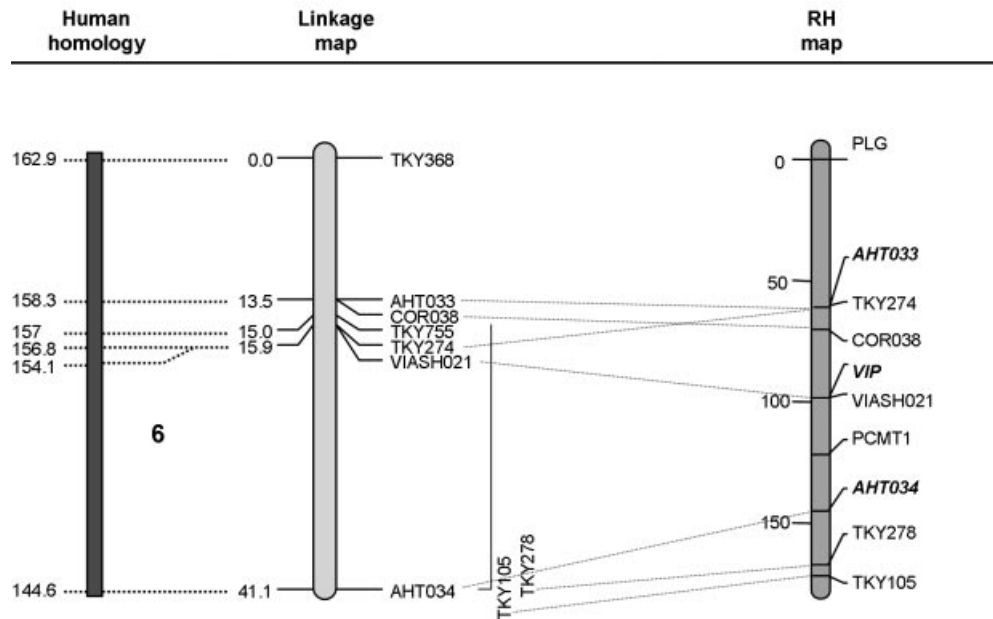 Human homology
Linkage map
RH map
162.9
158.3
157
156.8
154.1
144.6
6
0.0
13.5
15.0
15.9
41.1
TKY368
AHT033
COR038
TKY755
TKY274
VIASH021
AHT034
TKY105
TKY278
0
50
100
150
PLG
AHT033
TKY274
COR038
VIP
VIASH021
PCMT1
AHT034
TKY278
TKY105